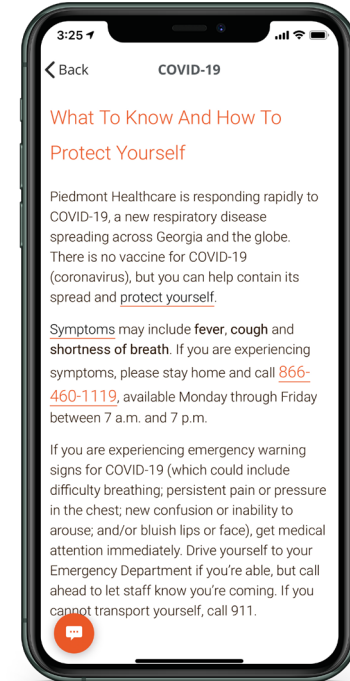 3:25
Back
COVID-19
What To Know And How To
Protect Yourself
Piedmont Healthcare is responding rapidly to
COVID-19, a new respiratory disease
spreading across Georgia and the globe.
There is no vaccine for COVID-19
(coronavirus), but you can help contain its
spread and protect yourself.
Symptoms may include fever, cough and
shortness of breath. If you are experiencing
symptoms, please stay home and call 866-
460-1119, available Monday through Friday
between 7 a.m. and 7 p.m.
If you are experiencing emergency warning
signs for COVID-19 (which could include
difficulty breathing; persistent pain or pressure
in the chest; new confusion or inability to
arouse; and/or bluish lips or face), get medical
attention immediately. Drive yourself to your
Emergency Department if you're able, but call
ahead to let staff know you're coming. If you
cannot transport yourself, call 911.